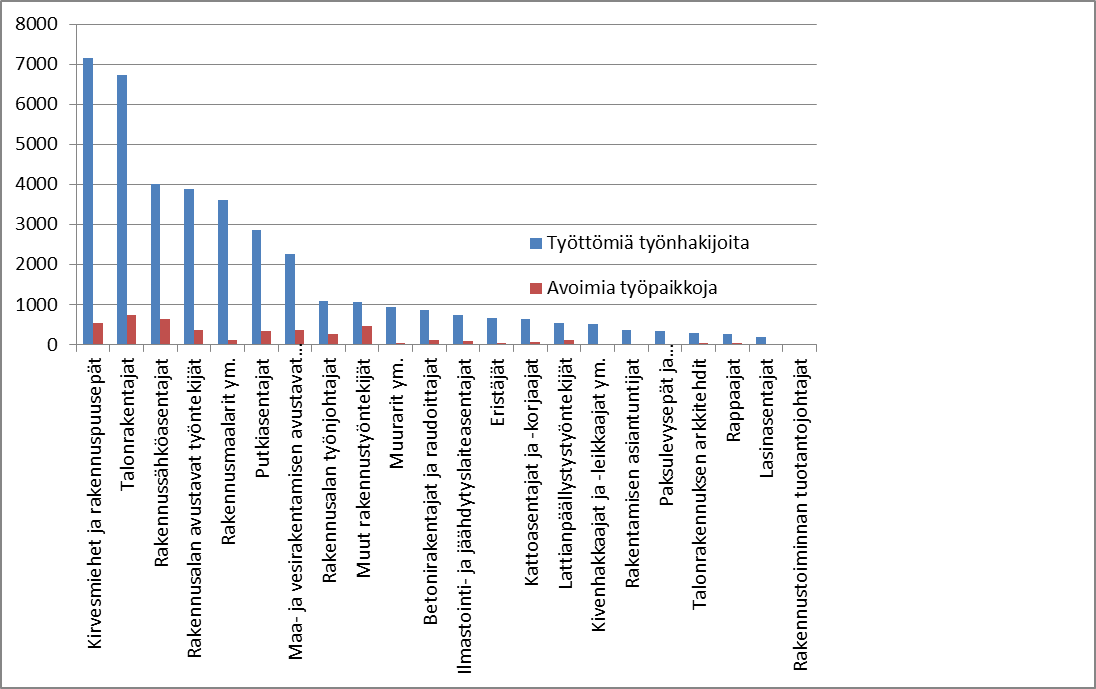 8000
7000
6000
5000
4000
3000
2000
1000
0
Työttömiä työnhakijoita
Avoimia työpaikkoja
Kirvesmiehet ja rakennuspuusepät
Talonrakentajat
Rakennussähköasentajat
Rakennusalan avustavat työntekijät
Rakennusmaalarit ym.
Putkiasentajat
Maa- ja vesirakentamisen avustavat…
Rakennusalan työnjohtajat
Muut rakennustyöntekijät
Muurarit ym.
Betonirakentajat ja raudoittajat
Ilmastointi- ja jäähdytyslaiteasentajat
Eristäjät
Kattoasentajat ja -korjaajat
Lattianpäällystystyöntekijät
Kivenhakkaajat ja -leikkaajat ym.
Rakentamisen asiantuntijat
Paksulevysepät ja…
Talonrakennuksen arkkitehdit
Rappaajat
Lasinasentajat
Rakennustoiminnan tuotantojohtajat